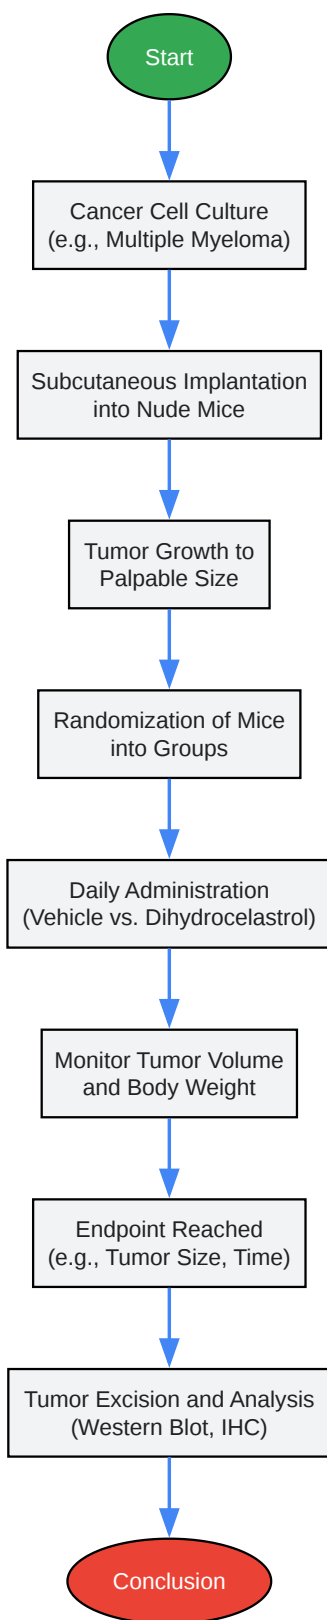 Start
Cancer Cell Culture
(e.g., Multiple Myeloma)
Subcutaneous Implantation
into Nude Mice
Tumor Growth to
Palpable Size
Randomization of Mice
into Groups
Daily Administration
(Vehicle vs. Dihydrocelastrol)
Monitor Tumor Volume
and Body Weight
Endpoint Reached
(e.g., Tumor Size, Time)
Tumor Excision and Analysis
(Western Blot, IHC)
Conclusion